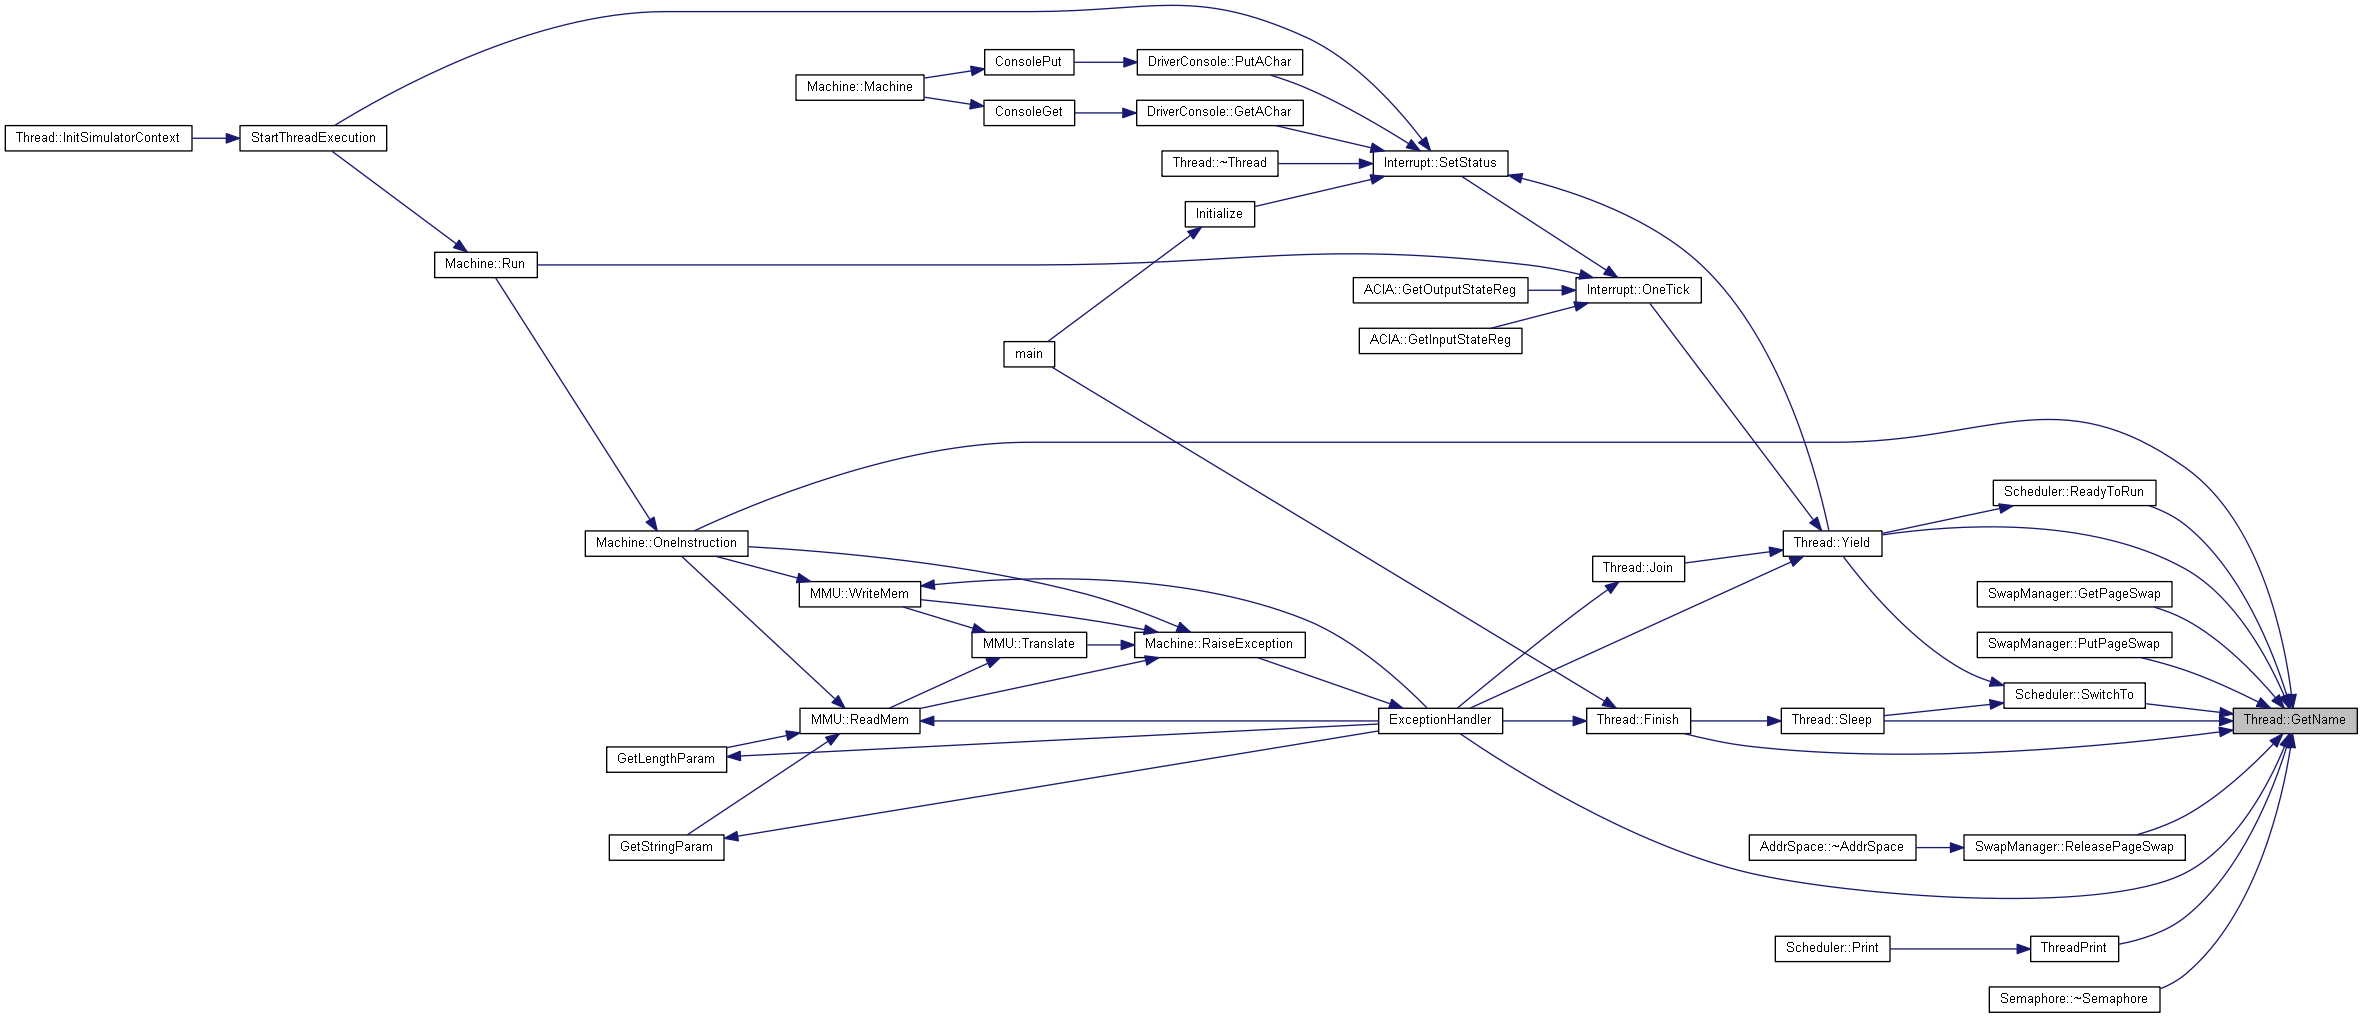 ConsolePut
DriverConsole::PutAChar
Machine::Machine
ConsoleGet
DriverConsole::GetAChar
Thread::InitSimulatorContext
StartThreadExecution
Thread::~Thread
Interrupt::SetStatus
Initialize
Machine::Run
ACIA::GetOutputStateReg
Interrupt::OneTick
ACIA::GetInputStateReg
main
Scheduler::ReadyToRun
Machine::OneInstruction
Thread::Yield
Thread::Join
MMU::WriteMem
SwapManager::GetPageSwap
MMU::Translate
Machine::RaiseException
SwapManager::PutPageSwap
Scheduler::SwitchTo
MMU::ReadMem
ExceptionHandler
Thread::Finish
Thread::Sleep
Thread::GetName
GetLengthParam
GetStringParam
AddrSpace::~AddrSpace
SwapManager::ReleasePageSwap
Scheduler::Print
ThreadPrint
Semaphore::~Semaphore